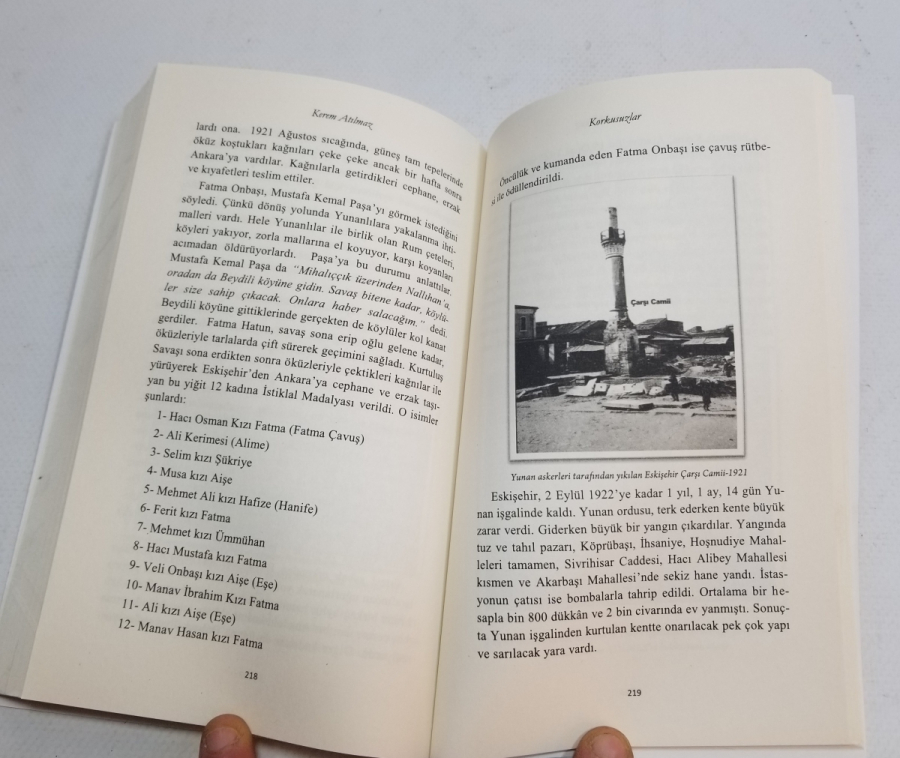 Kerem Atılmaz
lardı ona. 1921 Ağustos sıcağında, güneş tam tepelerinde
öküz koştukları kağnıları çeke çeke ancak bir hafta sonra
Ankara'ya vardılar. Kağnılarla getirdikleri cephane, erzak
ve kıyafetleri teslim ettiler.
Fatma Onbaşı, Mustafa Kemal Paşa'yı görmek istediğini
söyledi. Çünkü dönüş yolunda Yunanlılara yakalanma ihti-
malleri vardı. Hele Yunanlılar ile birlik olan Rum çeteleri,
köyleri yakıyor, zorla mallarına el koyuyor, karşı koyanları
acımadan öldürüyorlardı. Paşa'ya bu durumu anlattılar.
Mustafa Kemal Paşa da "Mihalıççık üzerinden Nallıhan'a,
oradan da Beydili köyüne gidin. Savaş bitene kadar, köylü-
ler size sahip çıkacak. Onlara haber salacağım." dedi.
Beydili köyüne gittiklerinde gerçekten de köylüler kol kanat
gerdiler. Fatma Hatun, savaş sona erip oğlu gelene kadar,
öküzleriyle tarlalarda çift sürerek geçimini sağladı. Kurtuluş
Savaşı sona erdikten sonra öküzleriyle çektikleri kağnılar ile
yürüyerek Eskişehir'den Ankara'ya cephane ve erzak taşı-
yan bu yiğit 12 kadına İstiklal Madalyası verildi. O isimler
şunlardı:
1- Hacı Osman Kızı Fatma (Fatma Çavuş)
2- Ali Kerimesi (Alime)
3- Selim kızı Şükriye
4- Musa kızı Aişe
5- Mehmet Ali kızı Hafize (Hanife)
6- Ferit kızı Fatma
7- Mehmet kızı Ümmühan
8- Hacı Mustafa kızı Fatma
9- Veli Onbaşı kızı Aişe (Eşe)
10- Manav İbrahim Kızı Fatma
11- Ali kızı Aişe (Eşe)
12- Manav Hasan kızı Fatma
218
Korkusuzlar
Öncülük ve kumanda eden Fatma Onbaşı ise çavuş rütbe-
si ile ödüllendirildi.
Çarşı Camii
Yunan askerleri tarafından yıkılan Eskişehir Çarşı Camii-1921
Eskişehir, 2 Eylül 1922'ye kadar 1 yıl, 1 ay, 14 gün Yu-
nan işgalinde kaldı. Yunan ordusu, terk ederken kente büyük
zarar verdi. Giderken büyük bir yangın çıkardılar. Yangında
tuz ve tahıl pazarı, Köprübaşı, İhsaniye, Hoşnudiye Mahal-
leleri tamamen, Sivrihisar Caddesi, Hacı Alibey Mahallesi
kısmen ve Akarbaşı Mahallesi'nde sekiz hane yandı. İstas-
yonun çatısı ise bombalarla tahrip edildi. Ortalama bir he-
sapla bin 800 dükkân ve 2 bin civarında ev yanmıştı. Sonuç-
ta Yunan işgalinden kurtulan kentte onarılacak pek çok yapı
ve sarılacak yara vardı.
219